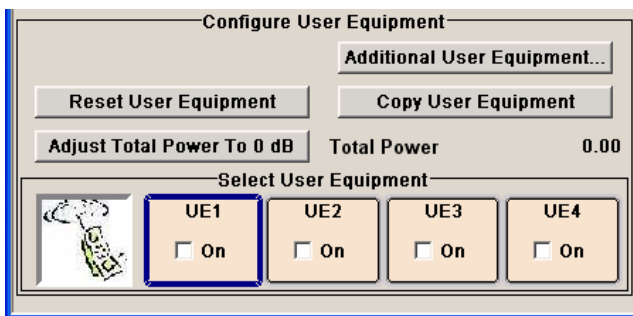 Configure User Equipment
Additional User Equipment...
Reset User Equipment Copy User Equipment
Adjust Total Power To 0 dB Total Power 0.00
Select User Equipment
UE1 UE2 UE3 UE4
On On On On